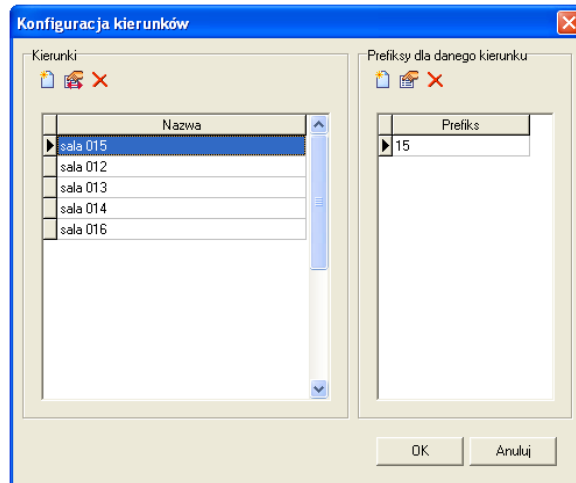 Konfiguracja kierunków
Kierunki
Prefiksy dla danego kierunku
Nazwa
sala 015
sala 012
sala 013
sala 014
sala 016
Prefiks
15
OK
Anuluj